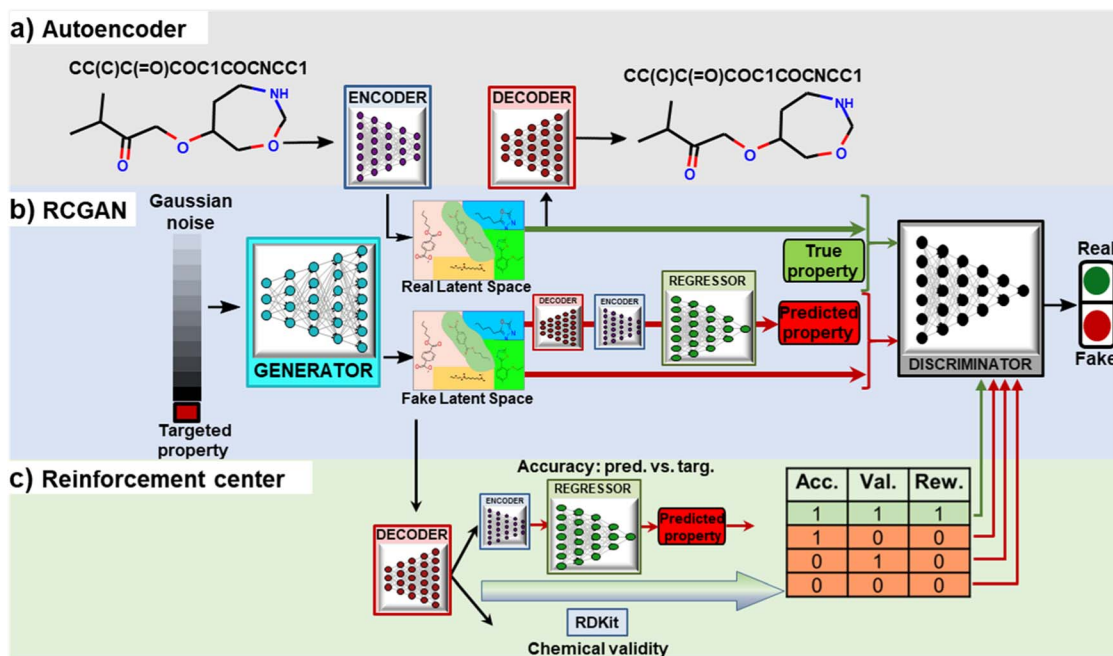 a) Autoencoder
CC(C)C(=O)COC1COCNCC1
NH
O
O
O
ENCODER
DECODER
CC(C)C(=O)COC1COCNCC1
NH
O
O
O
b) RCGAN
Gaussian
noise
GENERATOR
Targeted
property
Real Latent Space
Fake Latent Space
DECODER
ENCODER
REGRESSOR
Predicted
property
True
property
DISCRIMINATOR
Real
Fake
c) Reinforcement center
DECODER
Accuracy: pred. vs. targ.
ENCODER
REGRESSOR
Predicted
property
RDKit
Chemical validity
Acc. Val. Rew.
1 1 1
1 0 0
0 1 0
0 0 0